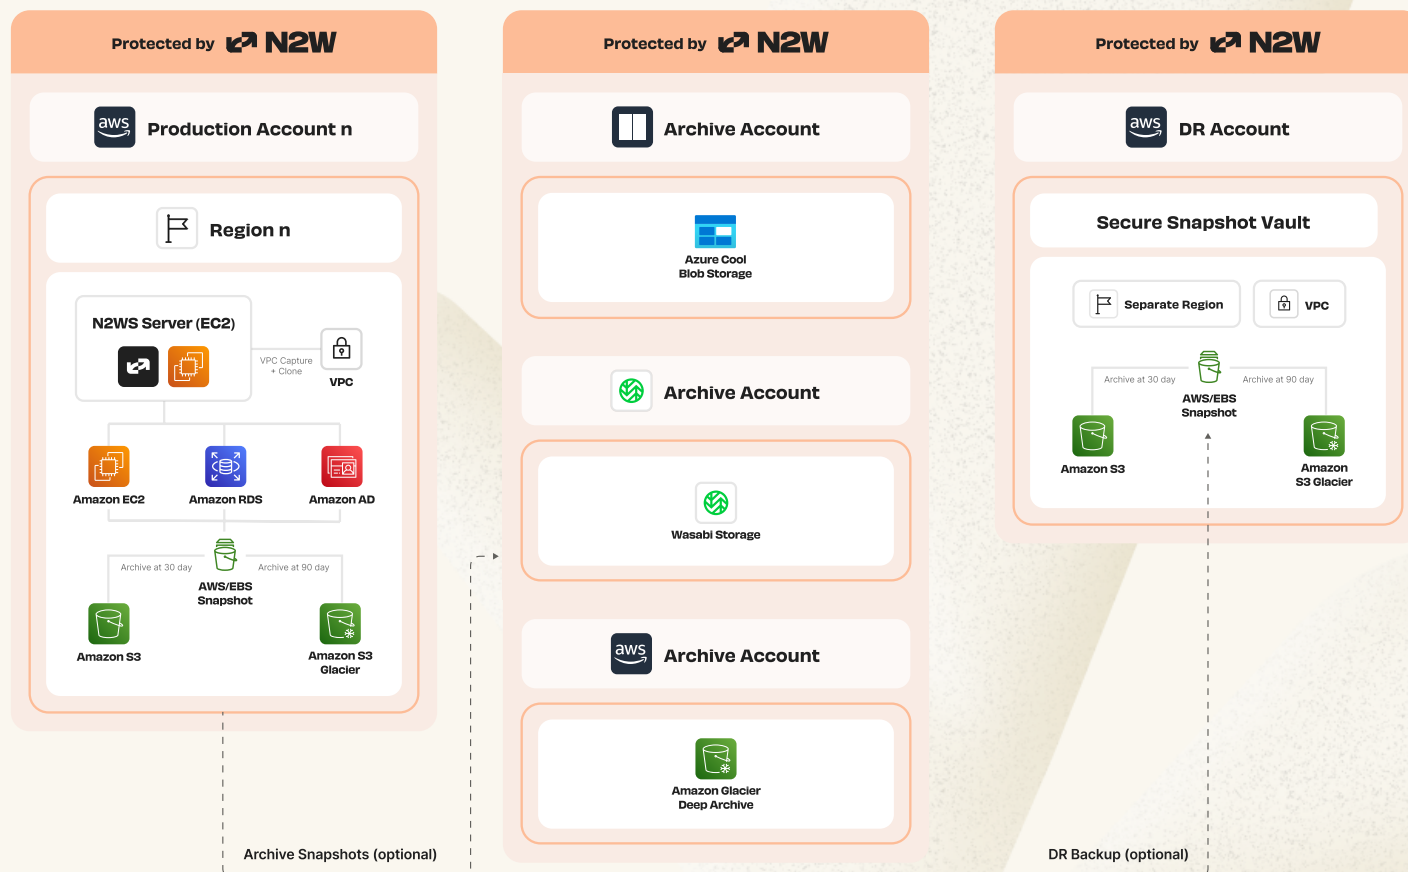 Protected by N2W
aws Production Account n
Region n
N2WS Server (EC2)
VPC Capture
+ Clone
VPC
Amazon EC2
Amazon RDS
Amazon AD
Archive at 30 day
Archive at 90 day
AWS/EBS
Snapshot
Amazon S3
Amazon S3
Glacier
Archive Snapshots (optional)
Protected by N2W
Archive Account
Azure Cool
Blob Storage
Archive Account
Wasabi Storage
aws Archive Account
Amazon Glacier
Deep Archive
Protected by N2W
aws DR Account
Secure Snapshot Vault
Separate Region
VPC
Archive at 30 day
Archive at 90 day
AWS/EBS
Snapshot
Amazon S3
Amazon
S3 Glacier
DR Backup (optional)